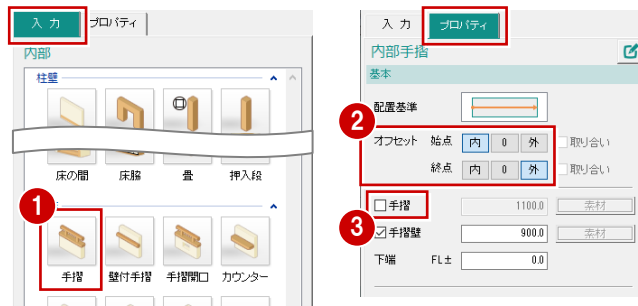 入 力
プロパティ
内部
柱壁
床の間
床脇
畳
押入段
1
手摺
壁付手摺
手摺開口
カウンター
入 力
プロパティ
内部手摺
基本
配置基準
2
オフセット 始点 内 0 外 取り合い
終点 内 0 外 取り合い
手摺 1100.0 素材
3
手摺壁 900.0 素材
下端 FL± 0.0